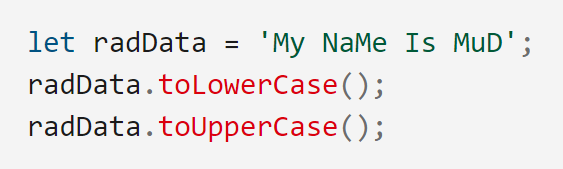 let radData = 'My NaMe Is MuD';
radData.toLowerCase();
radData.toUpperCase();